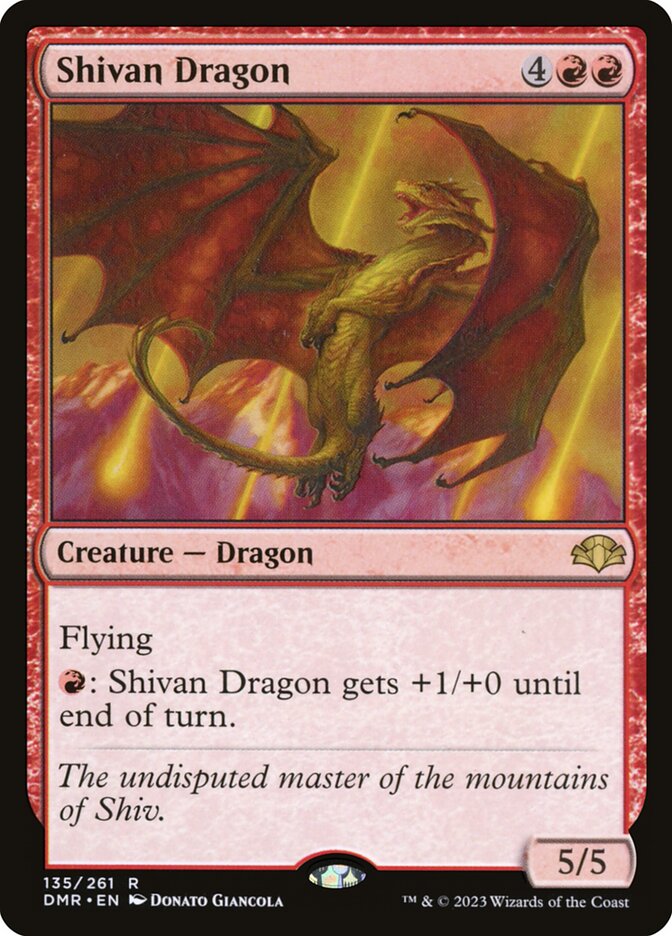 Shivan Dragon 4
Creature — Dragon
Flying
: Shivan Dragon gets +1/+0 until
end of turn.
The undisputed master of the mountains
of Shiv.
5/5
135/261 R
DMR • EN Donato Giancola
™ & © 2023 Wizards of the Coast